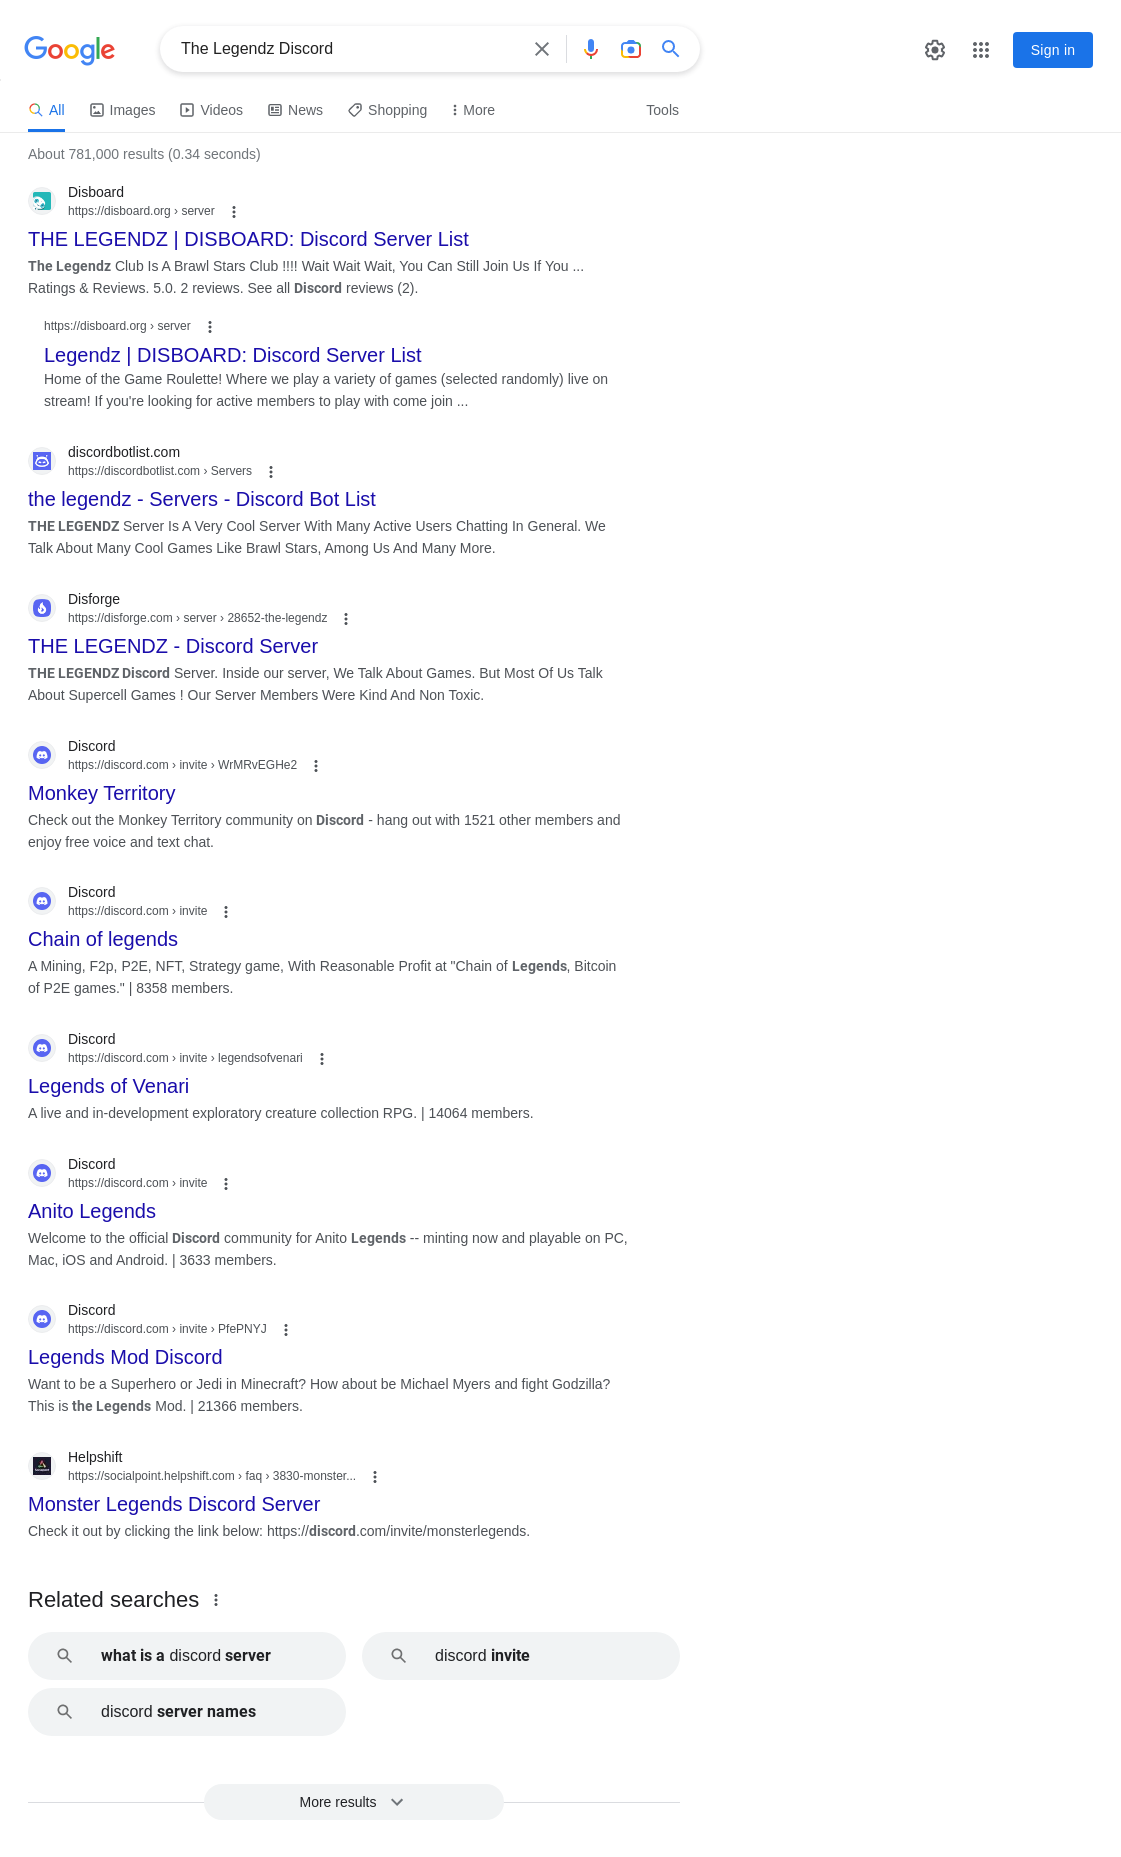 Google
The Legendz Discord
Sign in
All
Images
Videos
News
Shopping
More
Tools
About 781,000 results (0.34 seconds)
Disboard
https://disboard.org › server
THE LEGENDZ | DISBOARD: Discord Server List
The Legendz Club Is A Brawl Stars Club !!!! Wait Wait Wait, You Can Still Join Us If You ...
Ratings & Reviews. 5.0. 2 reviews. See all Discord reviews (2).
https://disboard.org › server
Legendz | DISBOARD: Discord Server List
Home of the Game Roulette! Where we play a variety of games (selected randomly) live on
stream! If you're looking for active members to play with come join ...
discordbotlist.com
https://discordbotlist.com › Servers
the legendz - Servers - Discord Bot List
THE LEGENDZ Server Is A Very Cool Server With Many Active Users Chatting In General. We
Talk About Many Cool Games Like Brawl Stars, Among Us And Many More.
Disforge
https://disforge.com › server › 28652-the-legendz
THE LEGENDZ - Discord Server
THE LEGENDZ Discord Server. Inside our server, We Talk About Games. But Most Of Us Talk
About Supercell Games ! Our Server Members Were Kind And Non Toxic.
Discord
https://discord.com › invite › WrMRvEGHe2
Monkey Territory
Check out the Monkey Territory community on Discord - hang out with 1521 other members and
enjoy free voice and text chat.
Discord
https://discord.com › invite
Chain of legends
A Mining, F2p, P2E, NFT, Strategy game, With Reasonable Profit at "Chain of Legends, Bitcoin
of P2E games." | 8358 members.
Discord
https://discord.com › invite › legendsofvenari
Legends of Venari
A live and in-development exploratory creature collection RPG. | 14064 members.
Discord
https://discord.com › invite
Anito Legends
Welcome to the official Discord community for Anito Legends -- minting now and playable on PC,
Mac, iOS and Android. | 3633 members.
Discord
https://discord.com › invite › PfePNYJ
Legends Mod Discord
Want to be a Superhero or Jedi in Minecraft? How about be Michael Myers and fight Godzilla?
This is the Legends Mod. | 21366 members.
Helpshift
https://socialpoint.helpshift.com › faq › 3830-monster...
Monster Legends Discord Server
Check it out by clicking the link below: https://discord.com/invite/monsterlegends.
Related searches
what is a discord server
discord invite
discord server names
More results